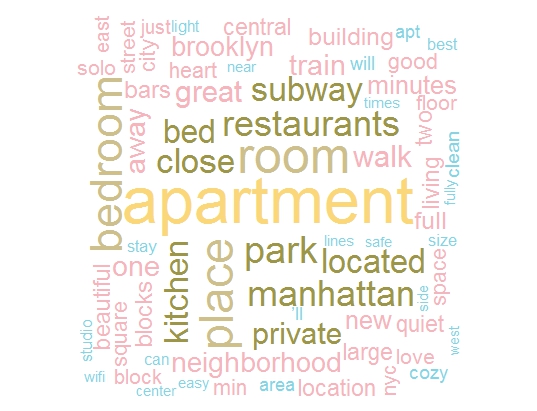 east
street
city
just
light
central
building
apt
best
solo
brooklyn
heart
near
train
will
good
bedroom
bars
great
subway
minutes
times
floor
away
bed
restaurants
two
close
room
walk
living
clean
fully
apartment
full
stay
kitchen
place
park
lines
safe
size
one
located
space
beautiful
square
blocks
manhattan
side
'll
private
new
quiet
west
studio
can
neighborhood
large
love
wifi
block
center
easy
min
area
location
nyc
cozy